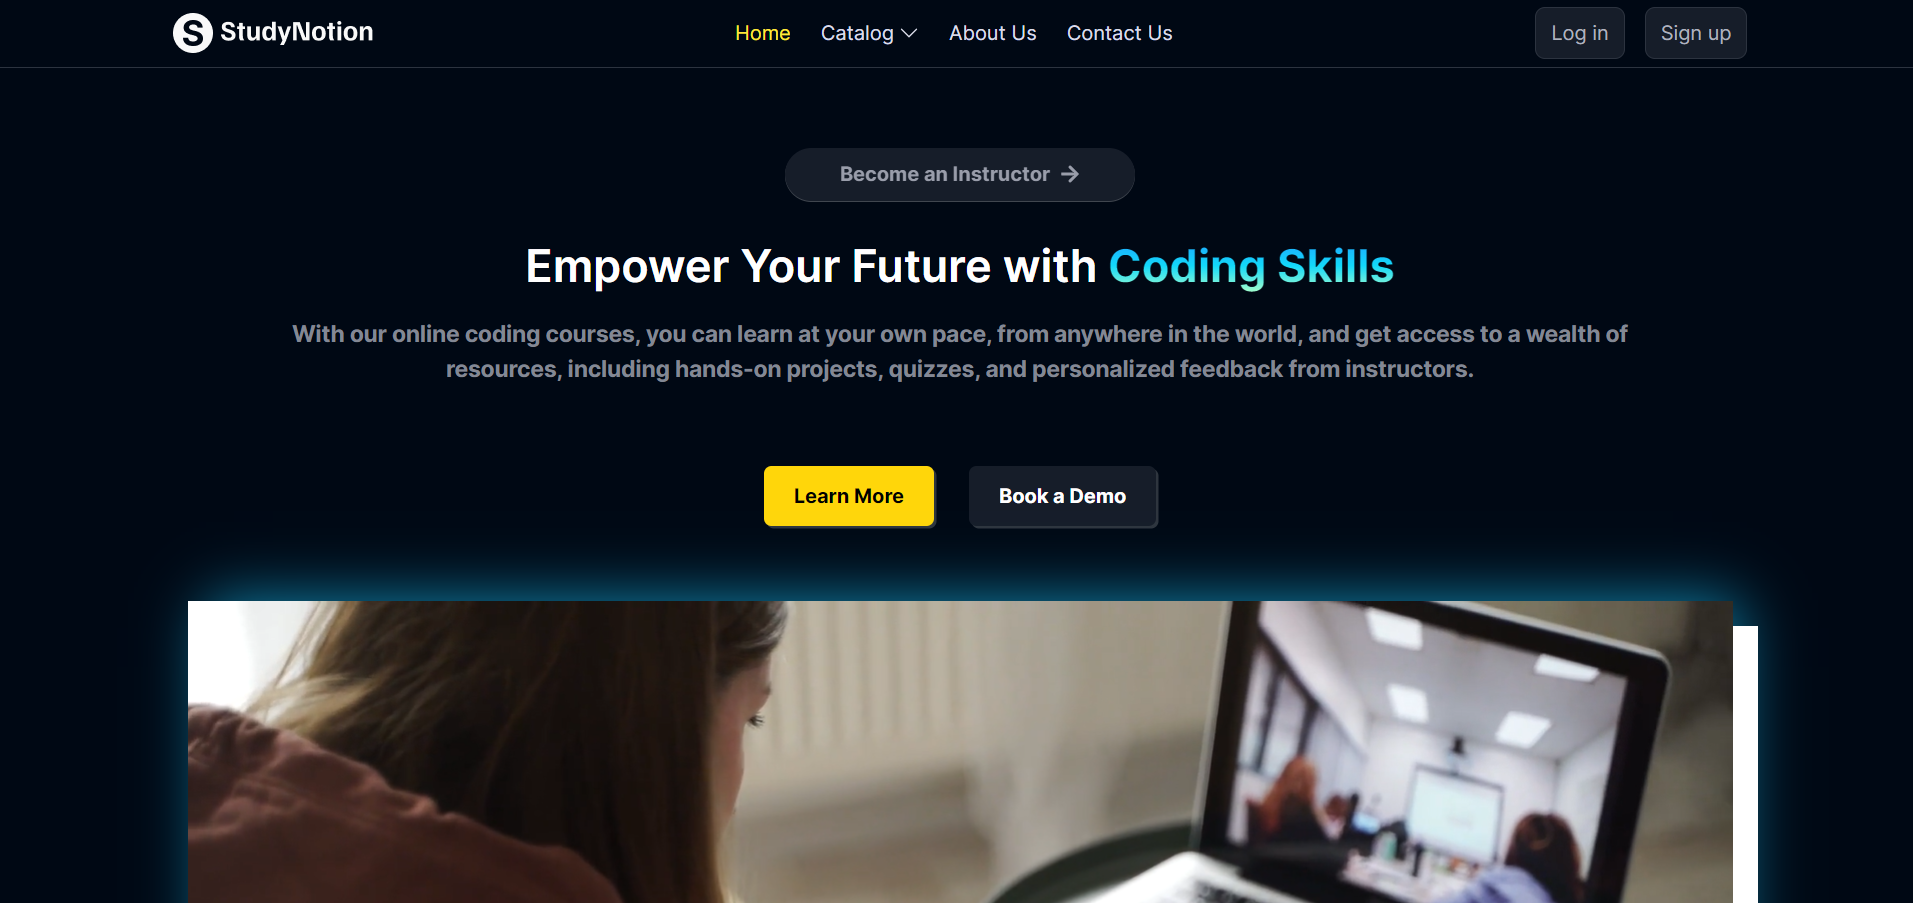 S StudyNotion
Home Catalog About Us Contact Us
Log in Sign up
Become an Instructor →
Empower Your Future with Coding Skills
With our online coding courses, you can learn at your own pace, from anywhere in the world, and get access to a wealth of
resources, including hands-on projects, quizzes, and personalized feedback from instructors.
Learn More Book a Demo